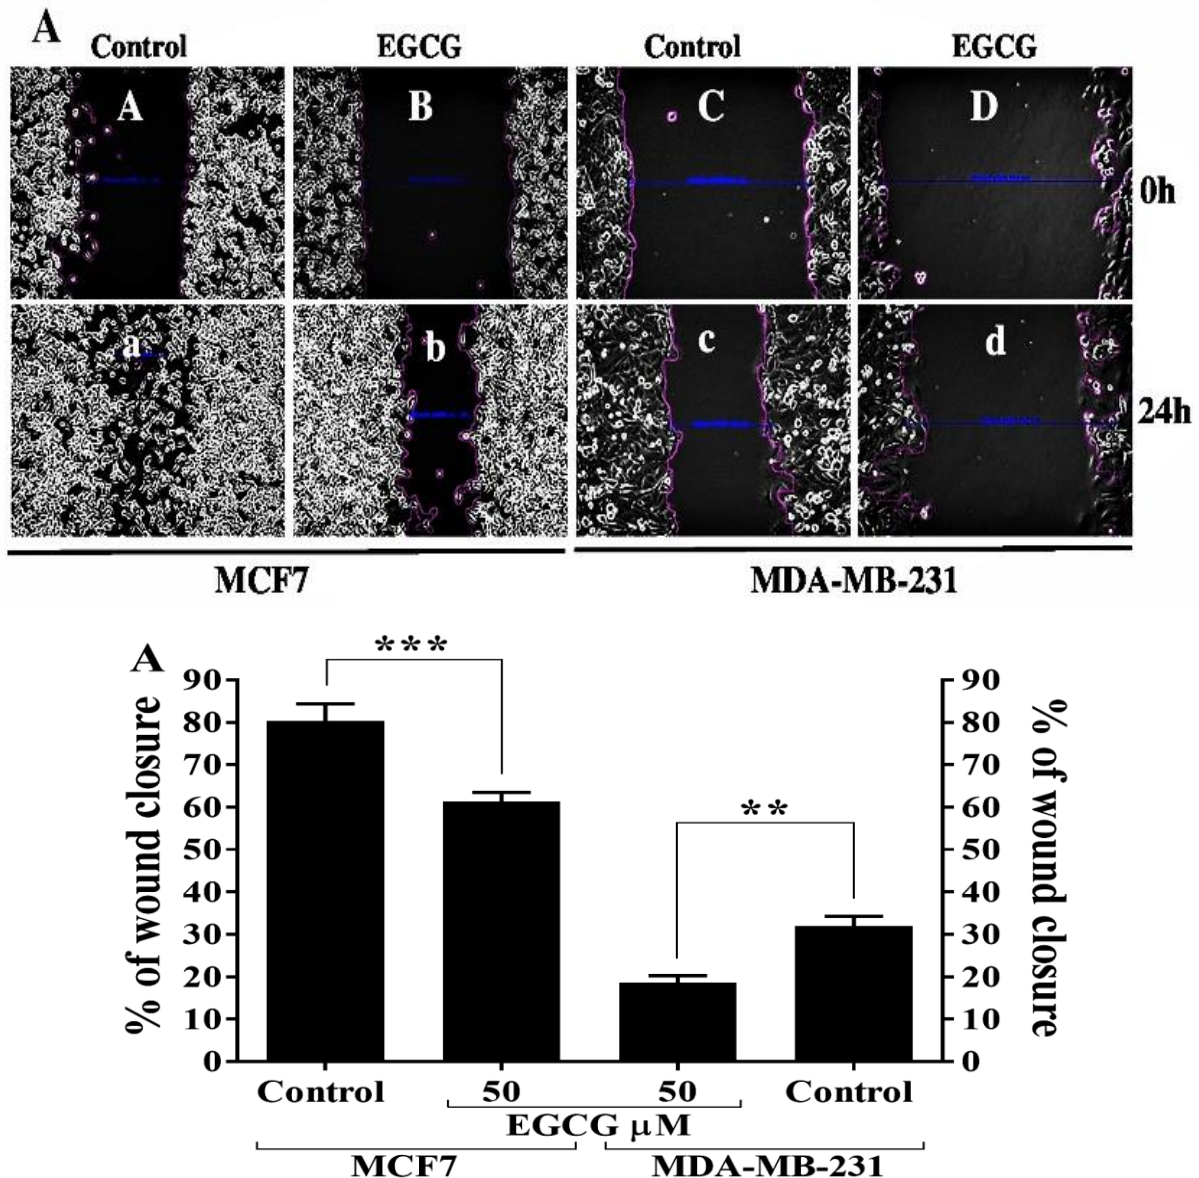 A
Control EGCG Control EGCG
A B C D
0h
a b c d
24h
MCF7 MDA-MB-231
A
***
**
% of wound closure
90 90
80 80
70 70
60 60
50 50
40 40
30 30
20 20
10 10
0 0
% of wound closure
Control 50 50 Control
EGCG μM
MCF7 MDA-MB-231